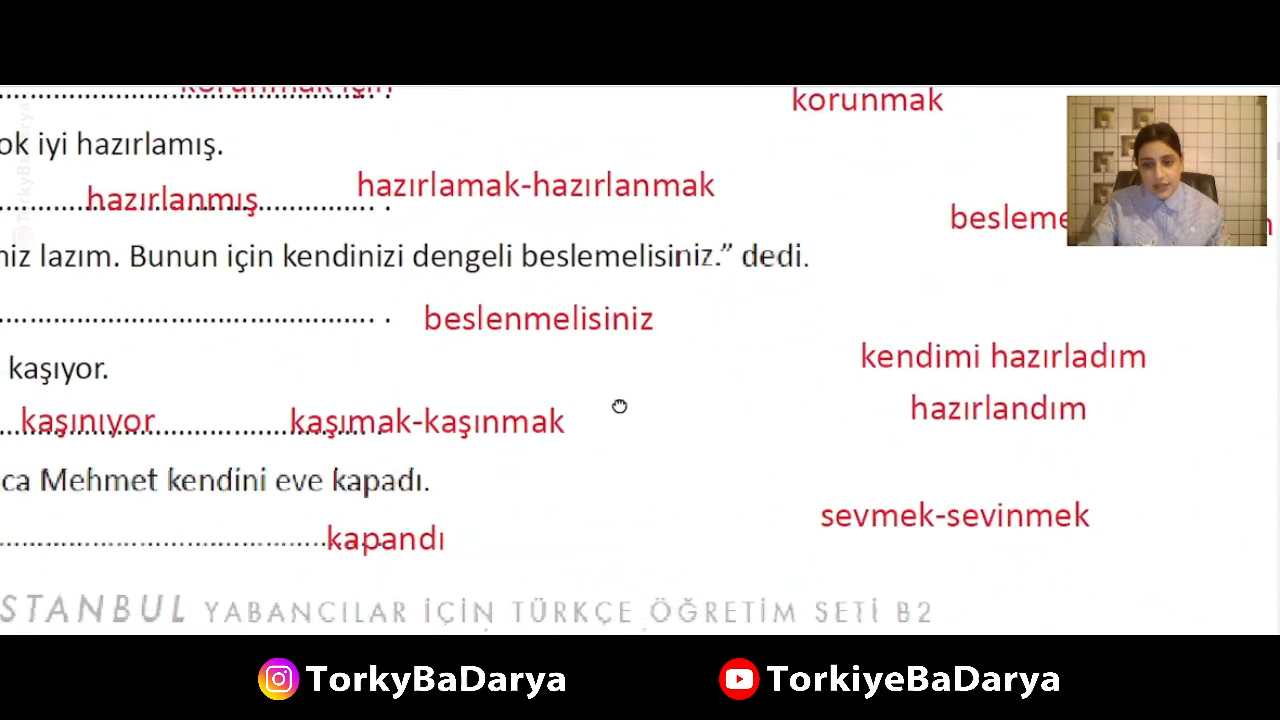 korunmak için
korunmak
ok iyi hazırlamış.
hazırlanmış
hazırlamak-hazırlanmak
niz lazım. Bunun için kendinizi dengeli beslemelisiniz.” dedi.
beslenmelisiniz
kaşıyor.
kendimi hazırladım
kaşınıyor
kaşımak-kaşınmak
hazırlandım
ca Mehmet kendini eve kapadı.
sevmek-sevinmek
kapandı
STANBUL YABANCILAR İÇİN TÜRKÇE ÖĞRETİM SETİ B2
TorkyBaDarya
TorkiyeBaDarya